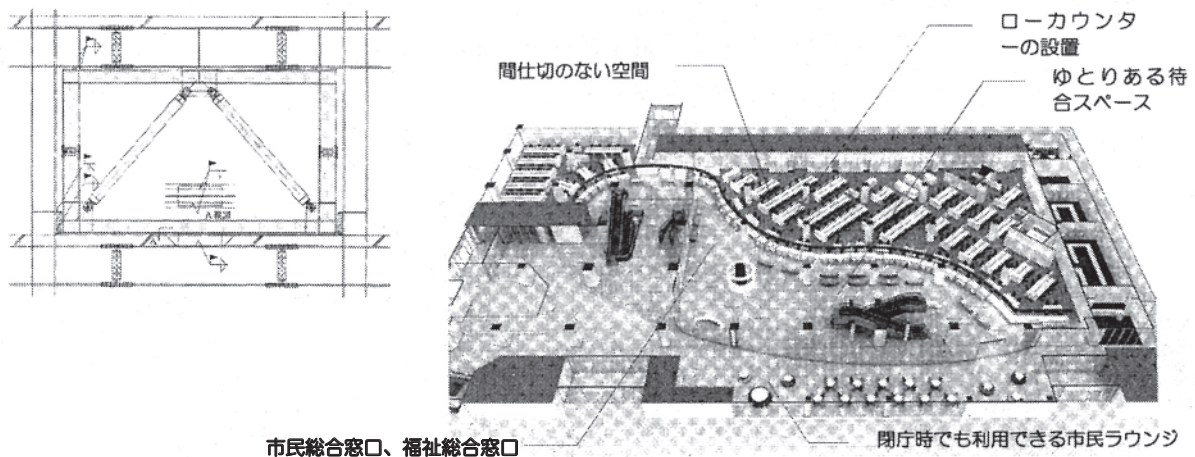 ローカウンタ
ーの設置
間仕切のない空間
ゆとりある待
合スペース
市民総合窓口、福祉総合窓口
閉庁時でも利用できる市民ラウンジ